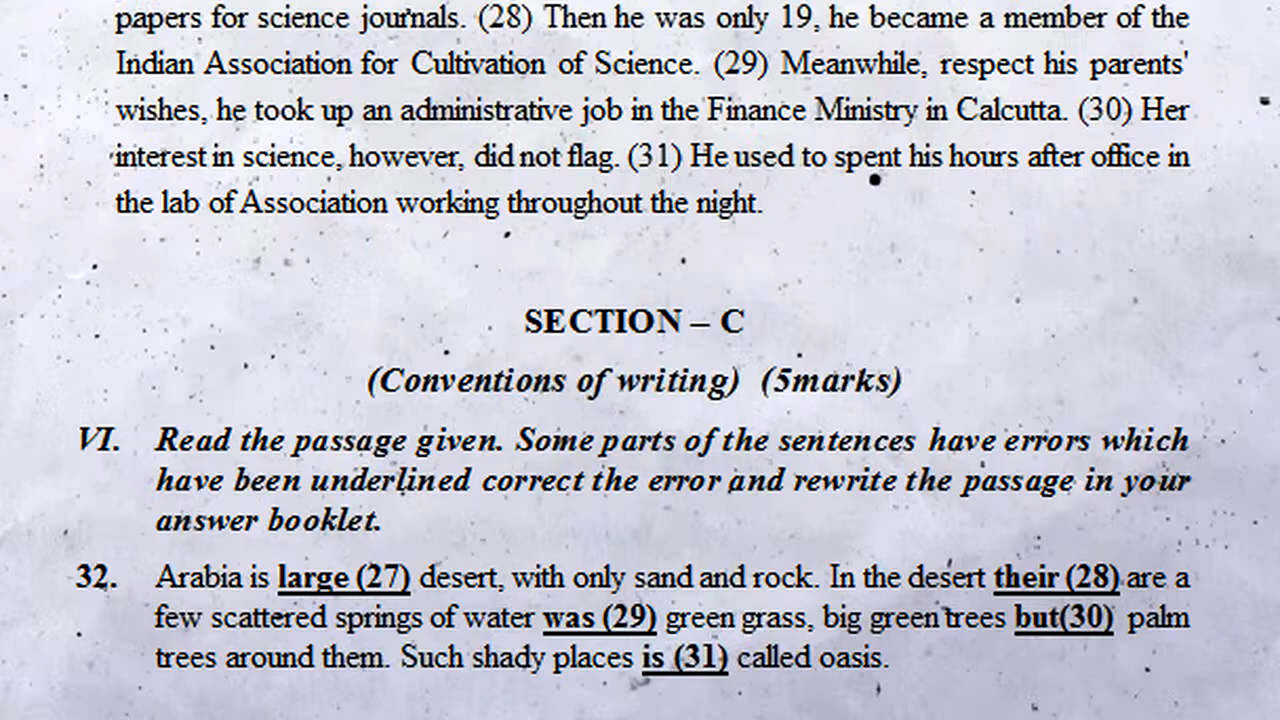 papers for science journals. (28) Then he was only 19, he became a member of the
Indian Association for Cultivation of Science. (29) Meanwhile, respect his parents'
wishes, he took up an administrative job in the Finance Ministry in Calcutta. (30) Her
interest in science, however, did not flag. (31) He used to spent his hours after office in
the lab of Association working throughout the night.
SECTION – C
(Conventions of writing) (5marks)
VI. Read the passage given. Some parts of the sentences have errors which
have been underlined correct the error and rewrite the passage in your
answer booklet.
32. Arabia is large (27) desert, with only sand and rock. In the desert their (28) are a
few scattered springs of water was (29) green grass, big green trees but(30) palm
trees around them. Such shady places is (31) called oasis.